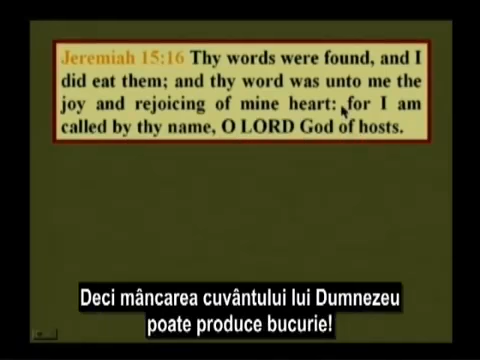 Jeremiah 15:16 Thy words were found, and I
did eat them; and thy word was unto me the
joy and rejoicing of mine heart: for I am
called by thy name, O LORD God of hosts.
Deci mâncarea cuvântului lui Dumnezeu
poate produce bucurie!